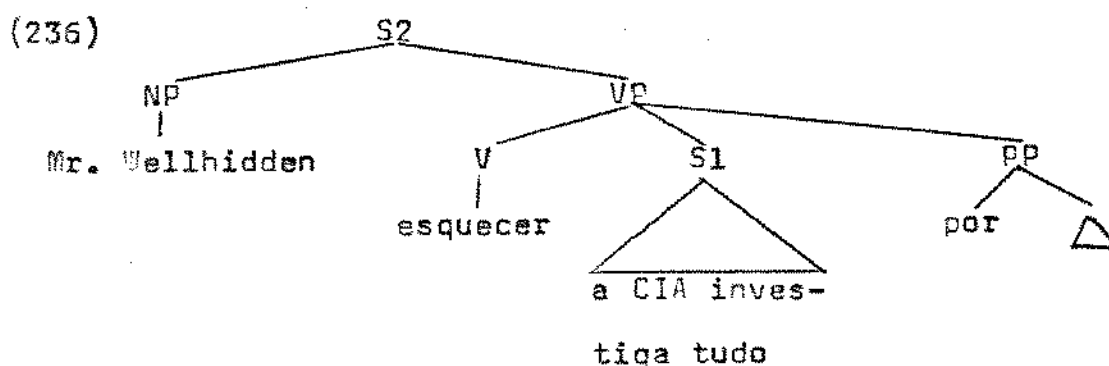 (236) S2
NP VP
Mr. Wellhidden V S1 PP
esquecer por
a CIA inves-
tiga tudo